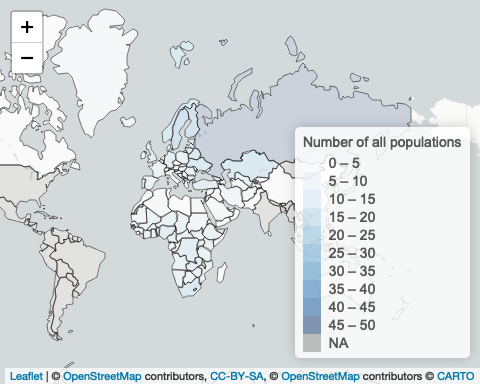 +
−
Number of all populations
0 – 5
5 – 10
10 – 15
15 – 20
20 – 25
25 – 30
30 – 35
35 – 40
40 – 45
45 – 50
NA
Leaflet | © OpenStreetMap contributors, CC-BY-SA, © OpenStreetMap contributors © CARTO